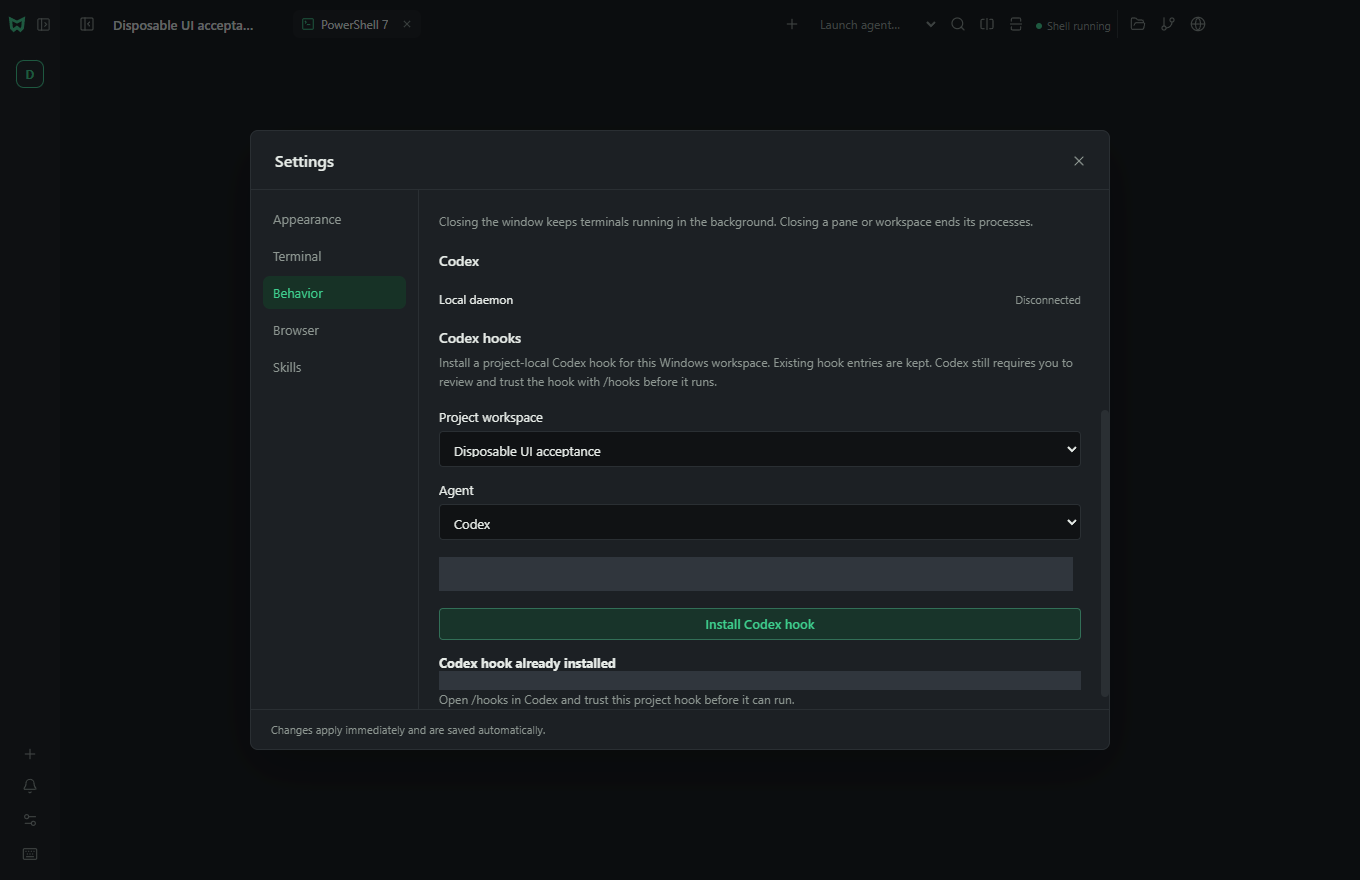 Disposable UI accepta...
PowerShell 7
Launch agent...
Shell running
D
Settings
Appearance
Terminal
Behavior
Browser
Skills
Closing the window keeps terminals running in the background. Closing a pane or workspace ends its processes.
Codex
Local daemon
Disconnected
Codex hooks
Install a project-local Codex hook for this Windows workspace. Existing hook entries are kept. Codex still requires you to
review and trust the hook with /hooks before it runs.
Project workspace
Disposable UI acceptance
Agent
Codex
Install Codex hook
Codex hook already installed
Open /hooks in Codex and trust this project hook before it can run.
Changes apply immediately and are saved automatically.